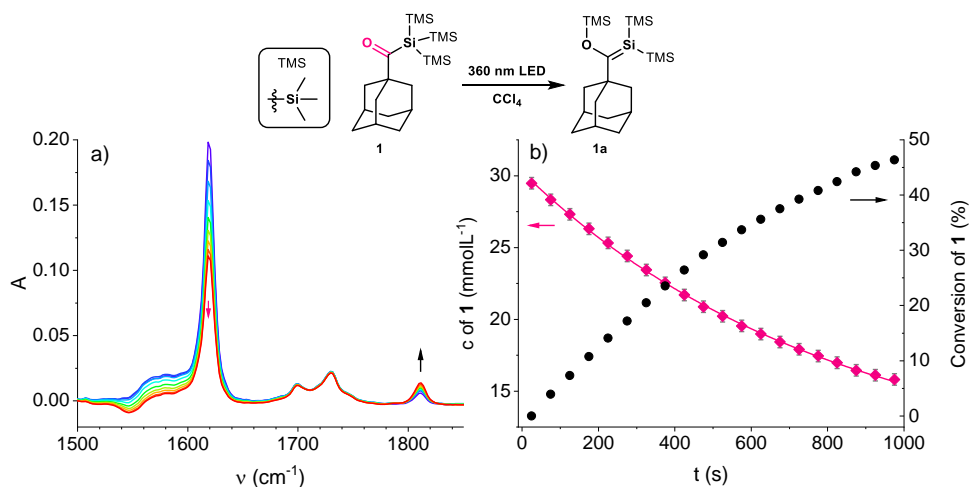 TMS
Si
O
Si
TMS
TMS
TMS
1
360 nm LED
CCl4
TMS
O
TMS
Si
TMS
1a
a)
A
0.20
0.15
0.10
0.05
0.00
1500
1600
1700
1800
ν (cm-1)
b)
c of 1 (mmolL-1)
30
25
20
15
0
200
400
600
800
1000
t (s)
50
40
30
20
10
0
Conversion of 1 (%)